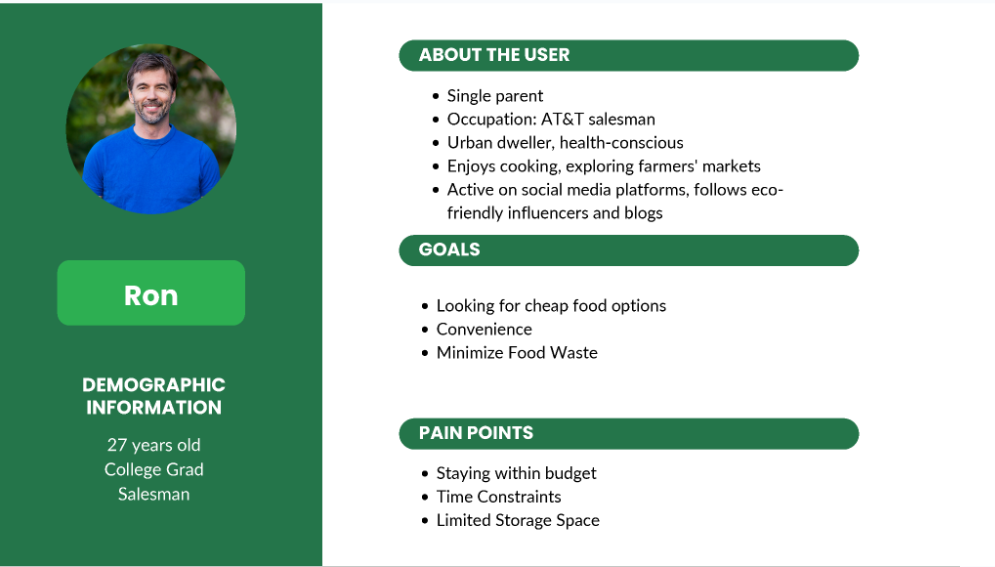 Ron
DEMOGRAPHIC
INFORMATION
27 years old
College Grad
Salesman
ABOUT THE USER
Single parent
Occupation: AT&T salesman
Urban dweller, health-conscious
Enjoys cooking, exploring farmers' markets
Active on social media platforms, follows eco-
friendly influencers and blogs
GOALS
Looking for cheap food options
Convenience
Minimize Food Waste
PAIN POINTS
Staying within budget
Time Constraints
Limited Storage Space